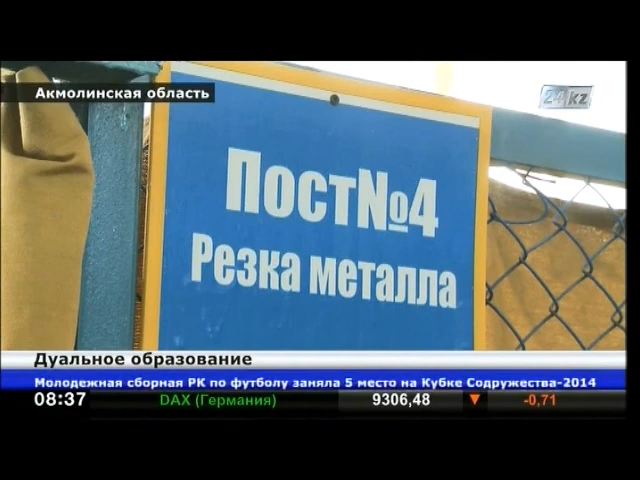 Акмолинская область
24kz
Пост№4
Резка металла
Дуальное образование
Молодежная сборная РК по футболу заняла 5 место на Кубке Содружества-2014
08:37 DAX (Германия) 9306,48 ▼ -0,71